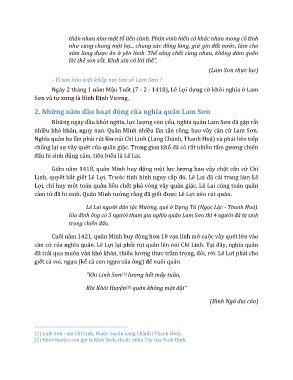 thân nhau như một tổ liên cành. Phận vinh hiển có khác nhau mong có tình
như cùng chung một họ... chung sức đồng lòng, giữ gìn đất nước, làm cho
xóm làng được ăn ở yên lành. Thề sống chết cùng nhau, không dám quên
lời thề son sắt. Kính xin có lời thề".
(Lam Sơn thực lục)
- Vì sao hào kiệt khắp nơi tìm về Lam Sơn ?
Ngày 2 tháng 1 năm Mậu Tuất (7 - 2 - 1418), Lê Lợi dựng cờ khởi nghĩa ở Lam
Sơn và tự xưng là Bình Định Vương.
2. Những năm đầu hoạt động của nghĩa quân Lam Sơn
Những ngày đầu khởi nghĩa, lực lượng còn yếu, nghĩa quân Lam Sơn đã gặp rất
nhiều khó khăn, nguy nan. Quân Minh nhiều lần tấn công, bao vây căn cứ Lam Sơn.
Nghĩa quân ba lần phải rút lên núi Chí Linh (Lang Chánh, Thanh Hoá) và phải liên tiếp
chống lại sự vây quét của quân giặc. Trong gian khổ đã có rất nhiều tấm gương chiến
đấu hi sinh dũng cảm, tiêu biểu là Lê Lai.
Giữa năm 1418, quân Minh huy động một lực lượng bao vây chặt căn cứ Chí
Linh, quyết bắt giết Lê Lợi. Trước tình hình nguy cấp đó, Lê Lai đã cải trang làm Lê
Lợi, chỉ huy một toán quân liều chết phá vòng vây quân giặc. Lê Lai cùng toán quân
cảm tử đã hi sinh. Quân Minh tưởng rằng đã giết được Lê Lợi nên rút quân.
Lê Lai người dân tộc Mường, quê ở Dựng Tú (Ngọc Lặc - Thanh Hoá).
Gia đình ông có 5 người tham gia nghĩa quân Lam Sơn thì 4 người đã hi sinh
trong chiến đấu.
Cuối năm 1421, quân Minh huy động hơn 10 vạn lính mở cuộc vây quét lớn vào
căn cứ của nghĩa quân. Lê Lợi lại phải rút quân lên núi Chí Linh. Tại đây, nghĩa quân
đã trải qua muôn vàn khó khăn, thiếu lương thực trầm trọng, đói, rét. Lê Lợi phải cho
giết cả voi, ngựa (kể cả con ngựa của ông) để nuôi quân.
"Khi Linh Sơn(1) lương hết mấy tuần,
Khi Khôi Huyện(2) quân không một đội"
(Bình Ngô đại cáo)
(1) Linh Sơn : núi Chí Linh, thuộc huyện Lang Chánh (Thanh Hoá).
(2) Khôi Huyện: còn gọi là Khôi Sách, thuộc miền Tây của Ninh Bình.